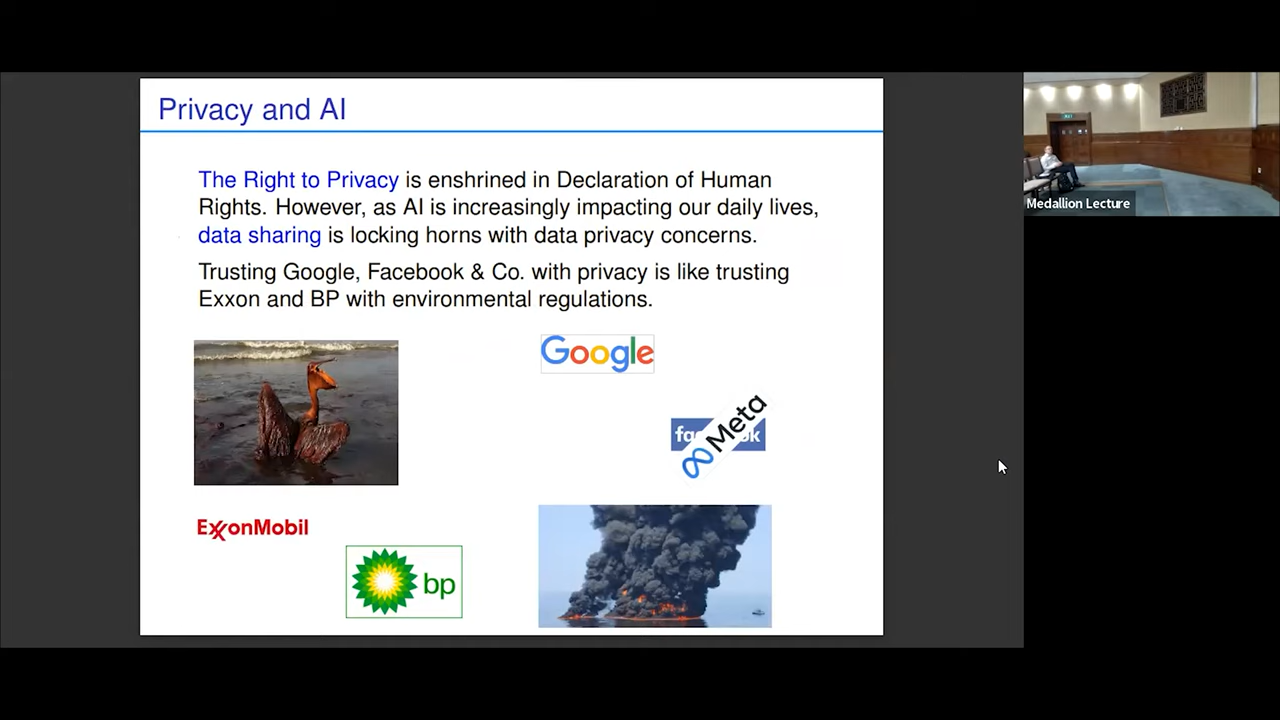 Privacy and AI
The Right to Privacy is enshrined in Declaration of Human
Rights. However, as AI is increasingly impacting our daily lives,
data sharing is locking horns with data privacy concerns.
Trusting Google, Facebook & Co. with privacy is like trusting
Exxon and BP with environmental regulations.
Google
Meta
ExxonMobil
bp
Medallion Lecture